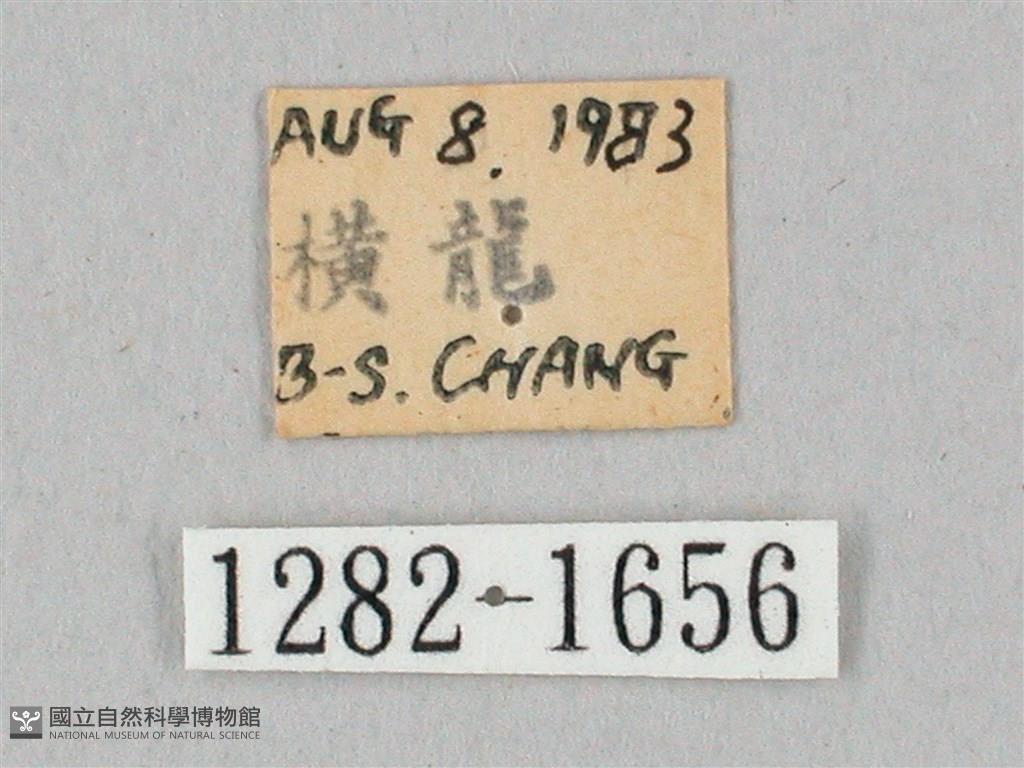 AUG 8. 1983
横龍
B-S. CHANG
1282-1656
國立自然科學博物館
NATIONAL MUSEUM OF NATURAL SCIENCE